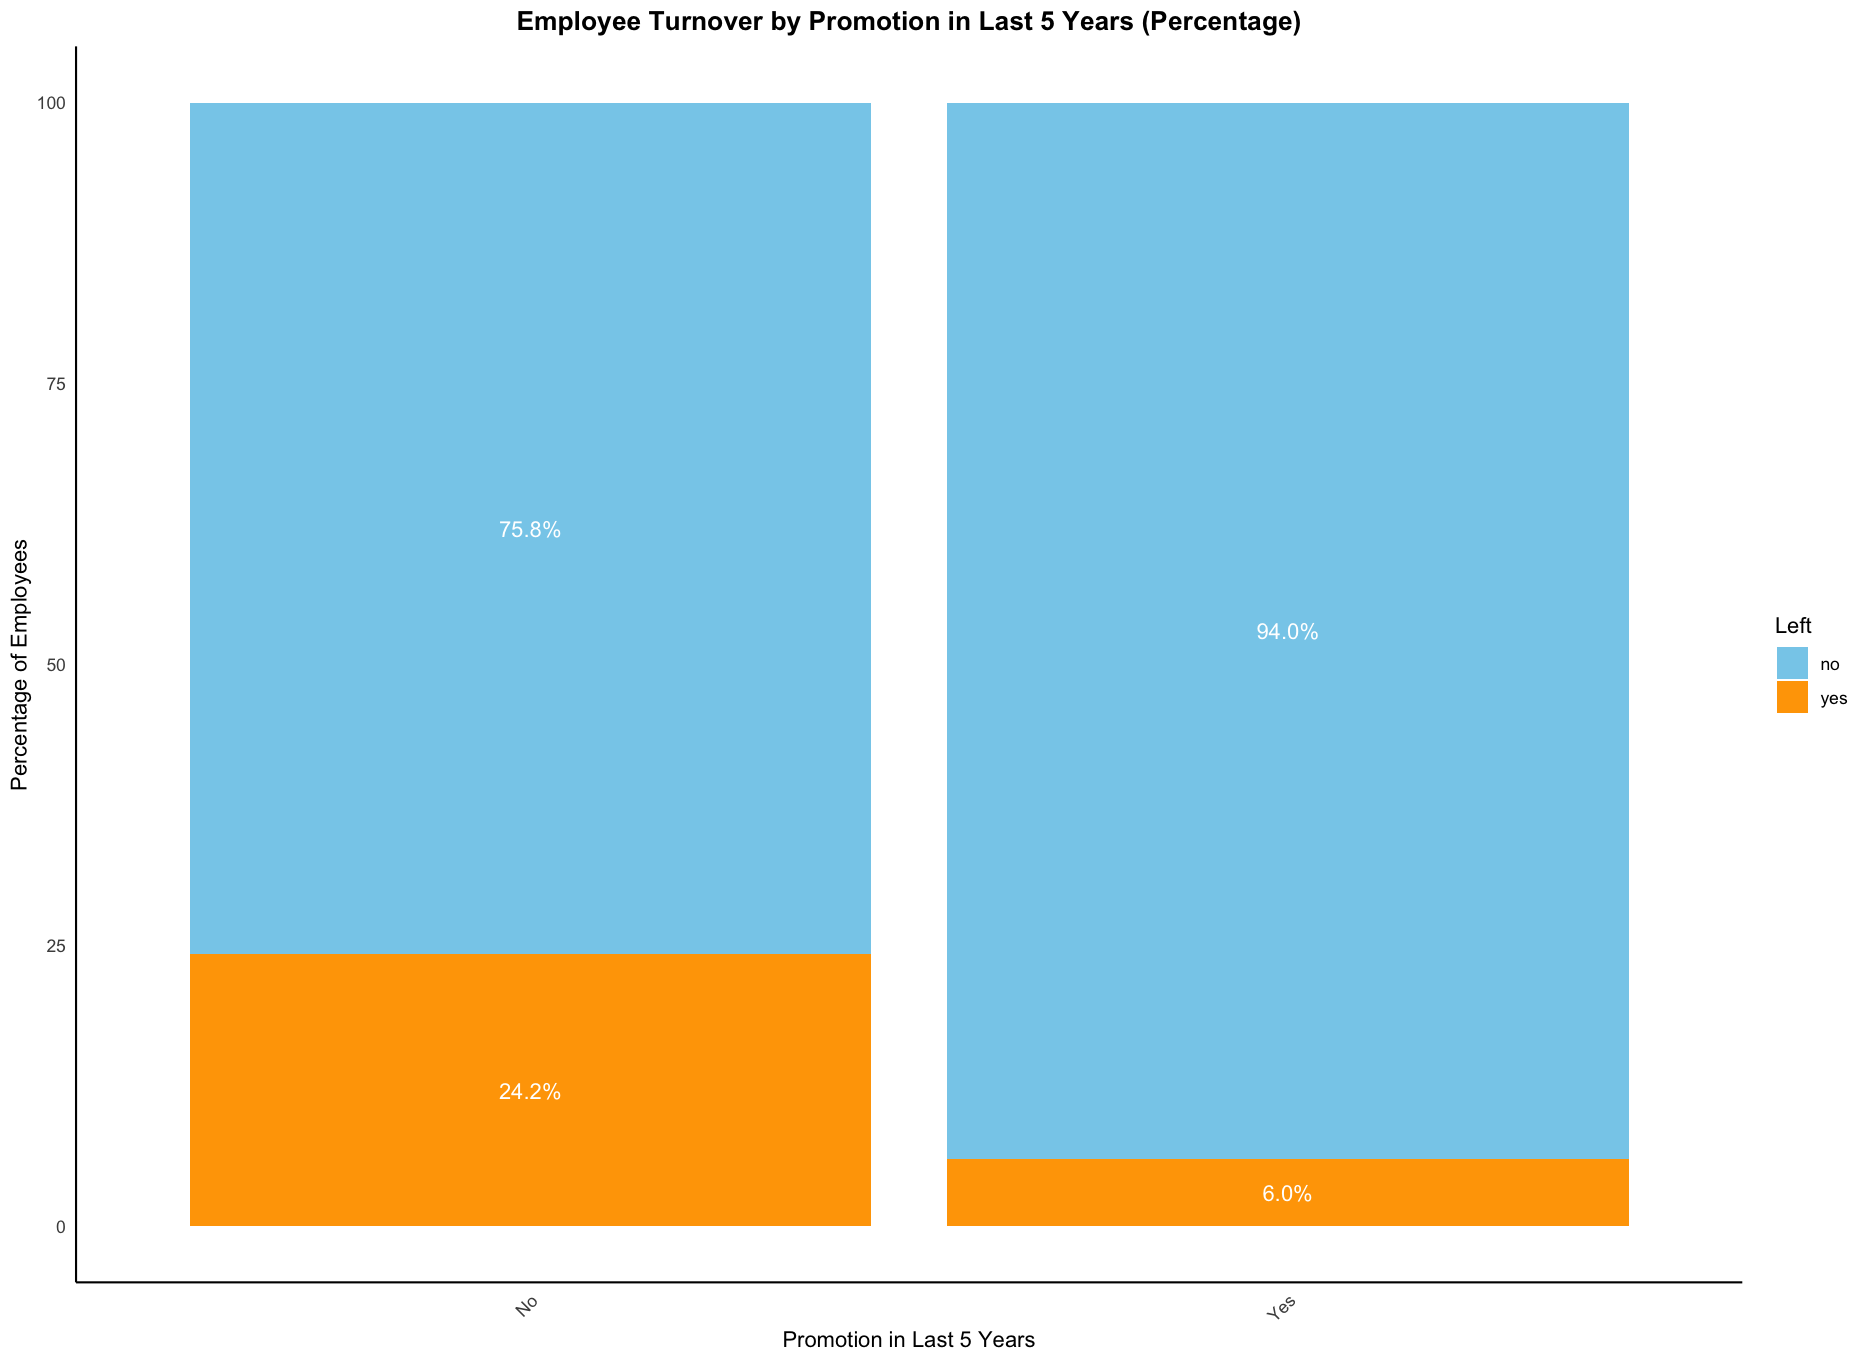 Employee Turnover by Promotion in Last 5 Years (Percentage)
Percentage of Employees
100
75
50
25
0
75.8%
24.2%
94.0%
6.0%
No
Yes
Promotion in Last 5 Years
Left
no
yes